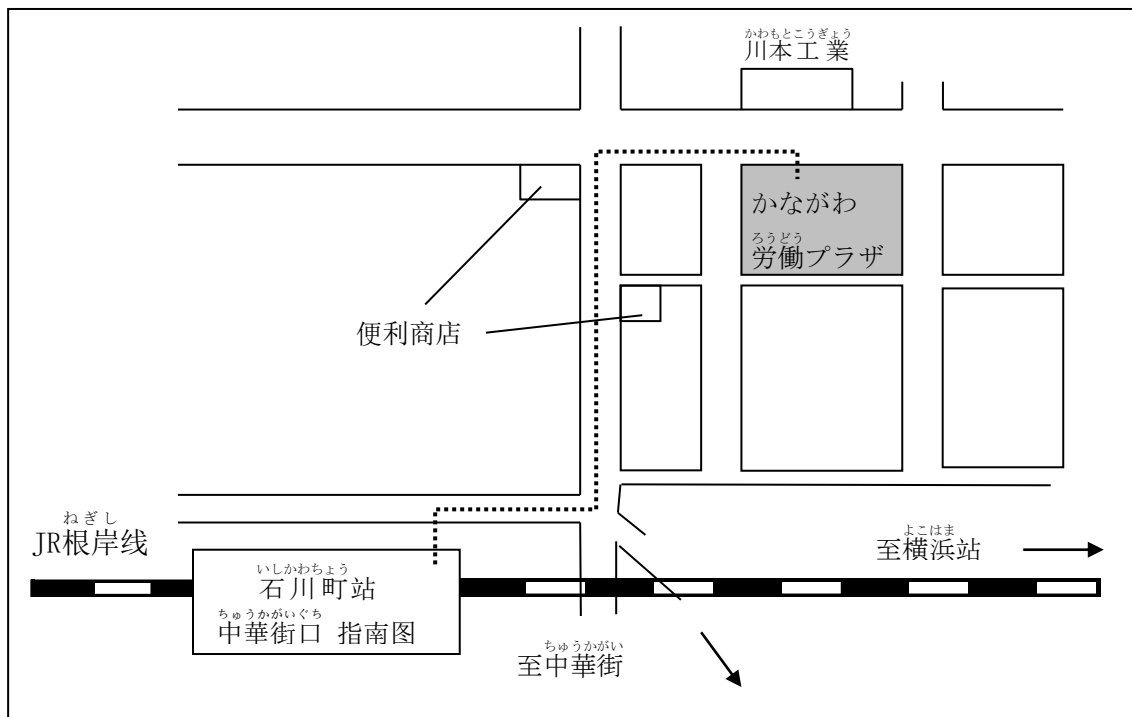 かわもとこうぎょう
川本工業
かながわ
ろうどう
労働プラザ
便利商店
ねぎし
JR根岸线
よこはま
至横浜站
いしかわちょう
石川町站
ちゅうかがいぐち
中華街口 指南图
ちゅうかがい
至中華街